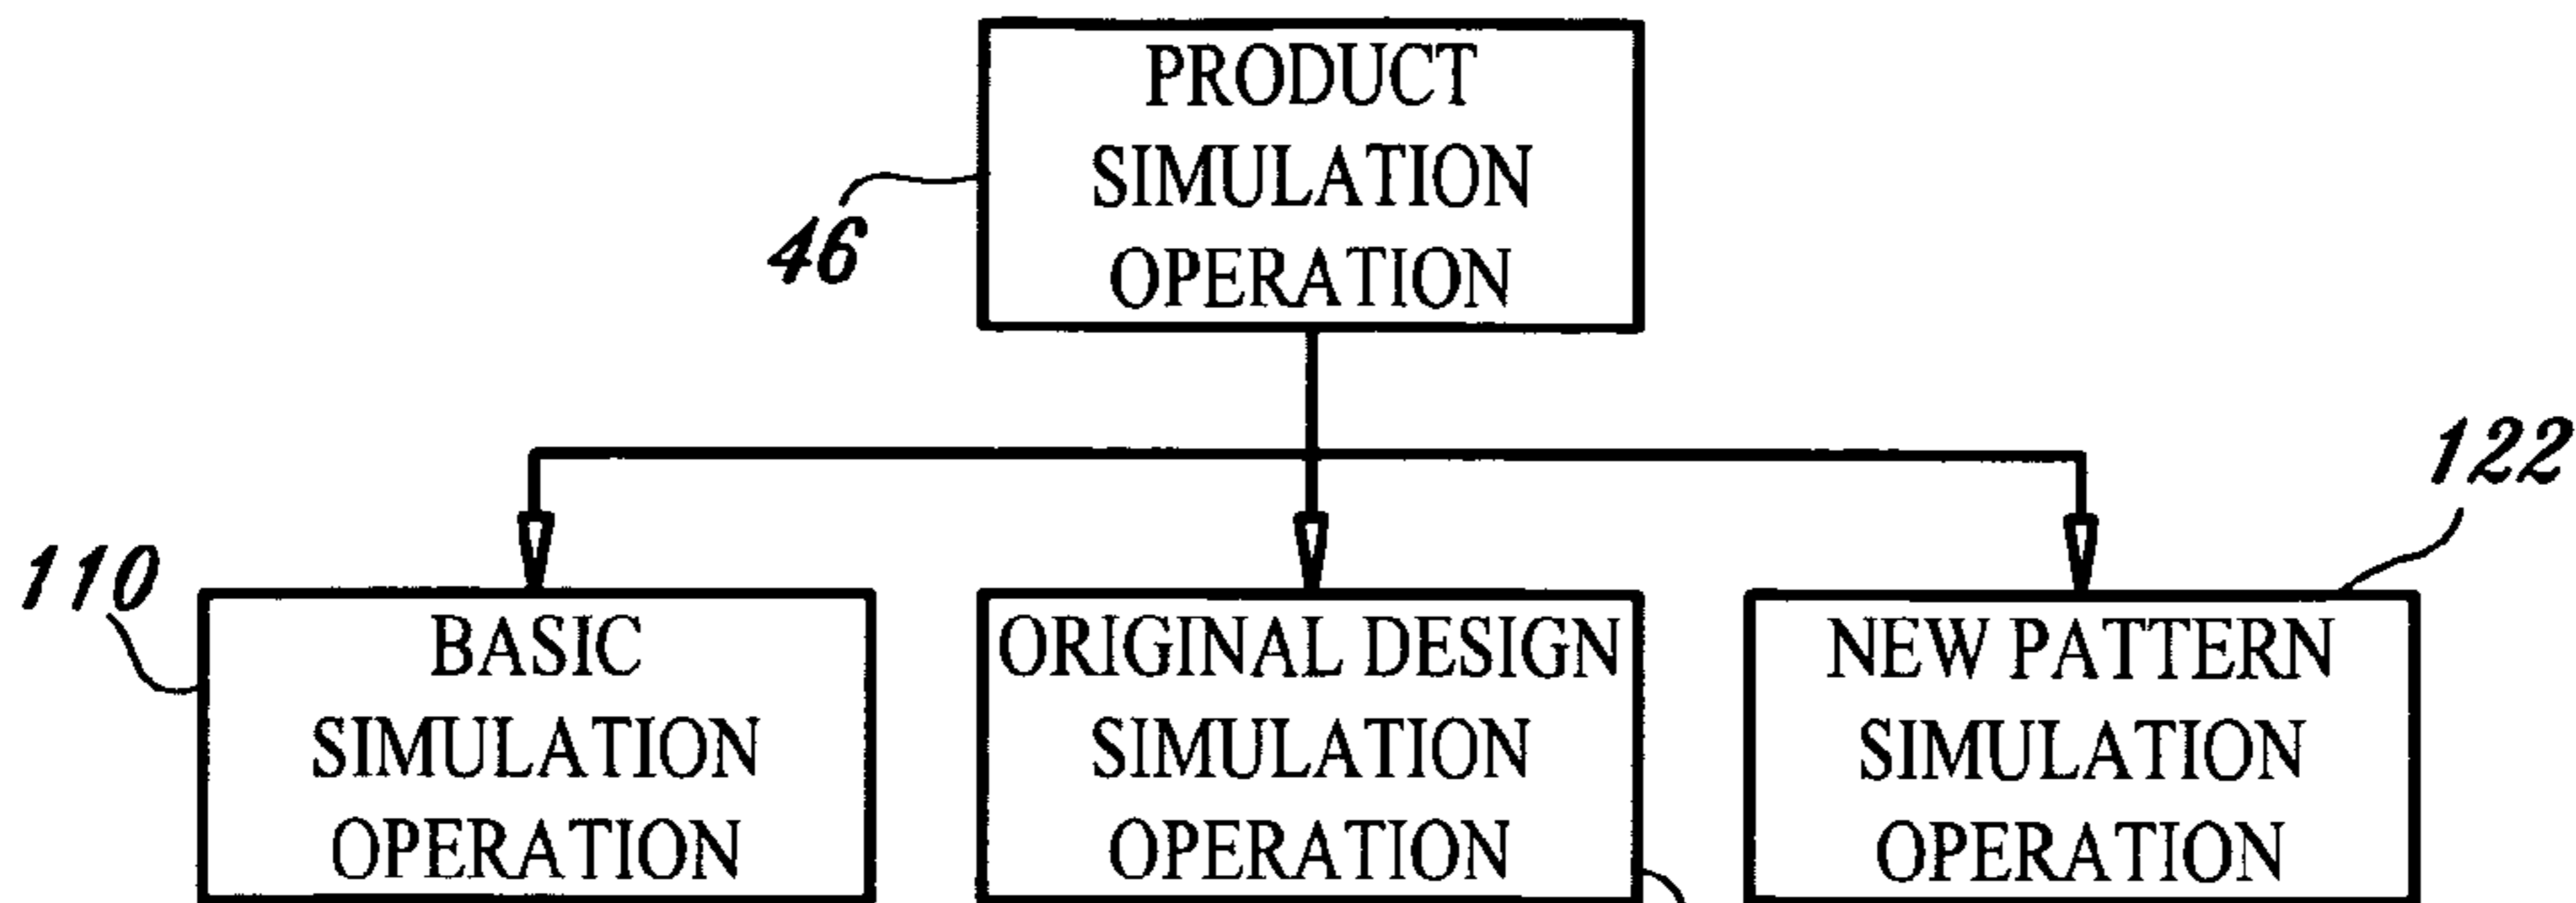 PRODUCT
SIMULATION
OPERATION
46
122
110
BASIC
SIMULATION
OPERATION
ORIGINAL DESIGN
SIMULATION
OPERATION
NEW PATTERN
SIMULATION
OPERATION